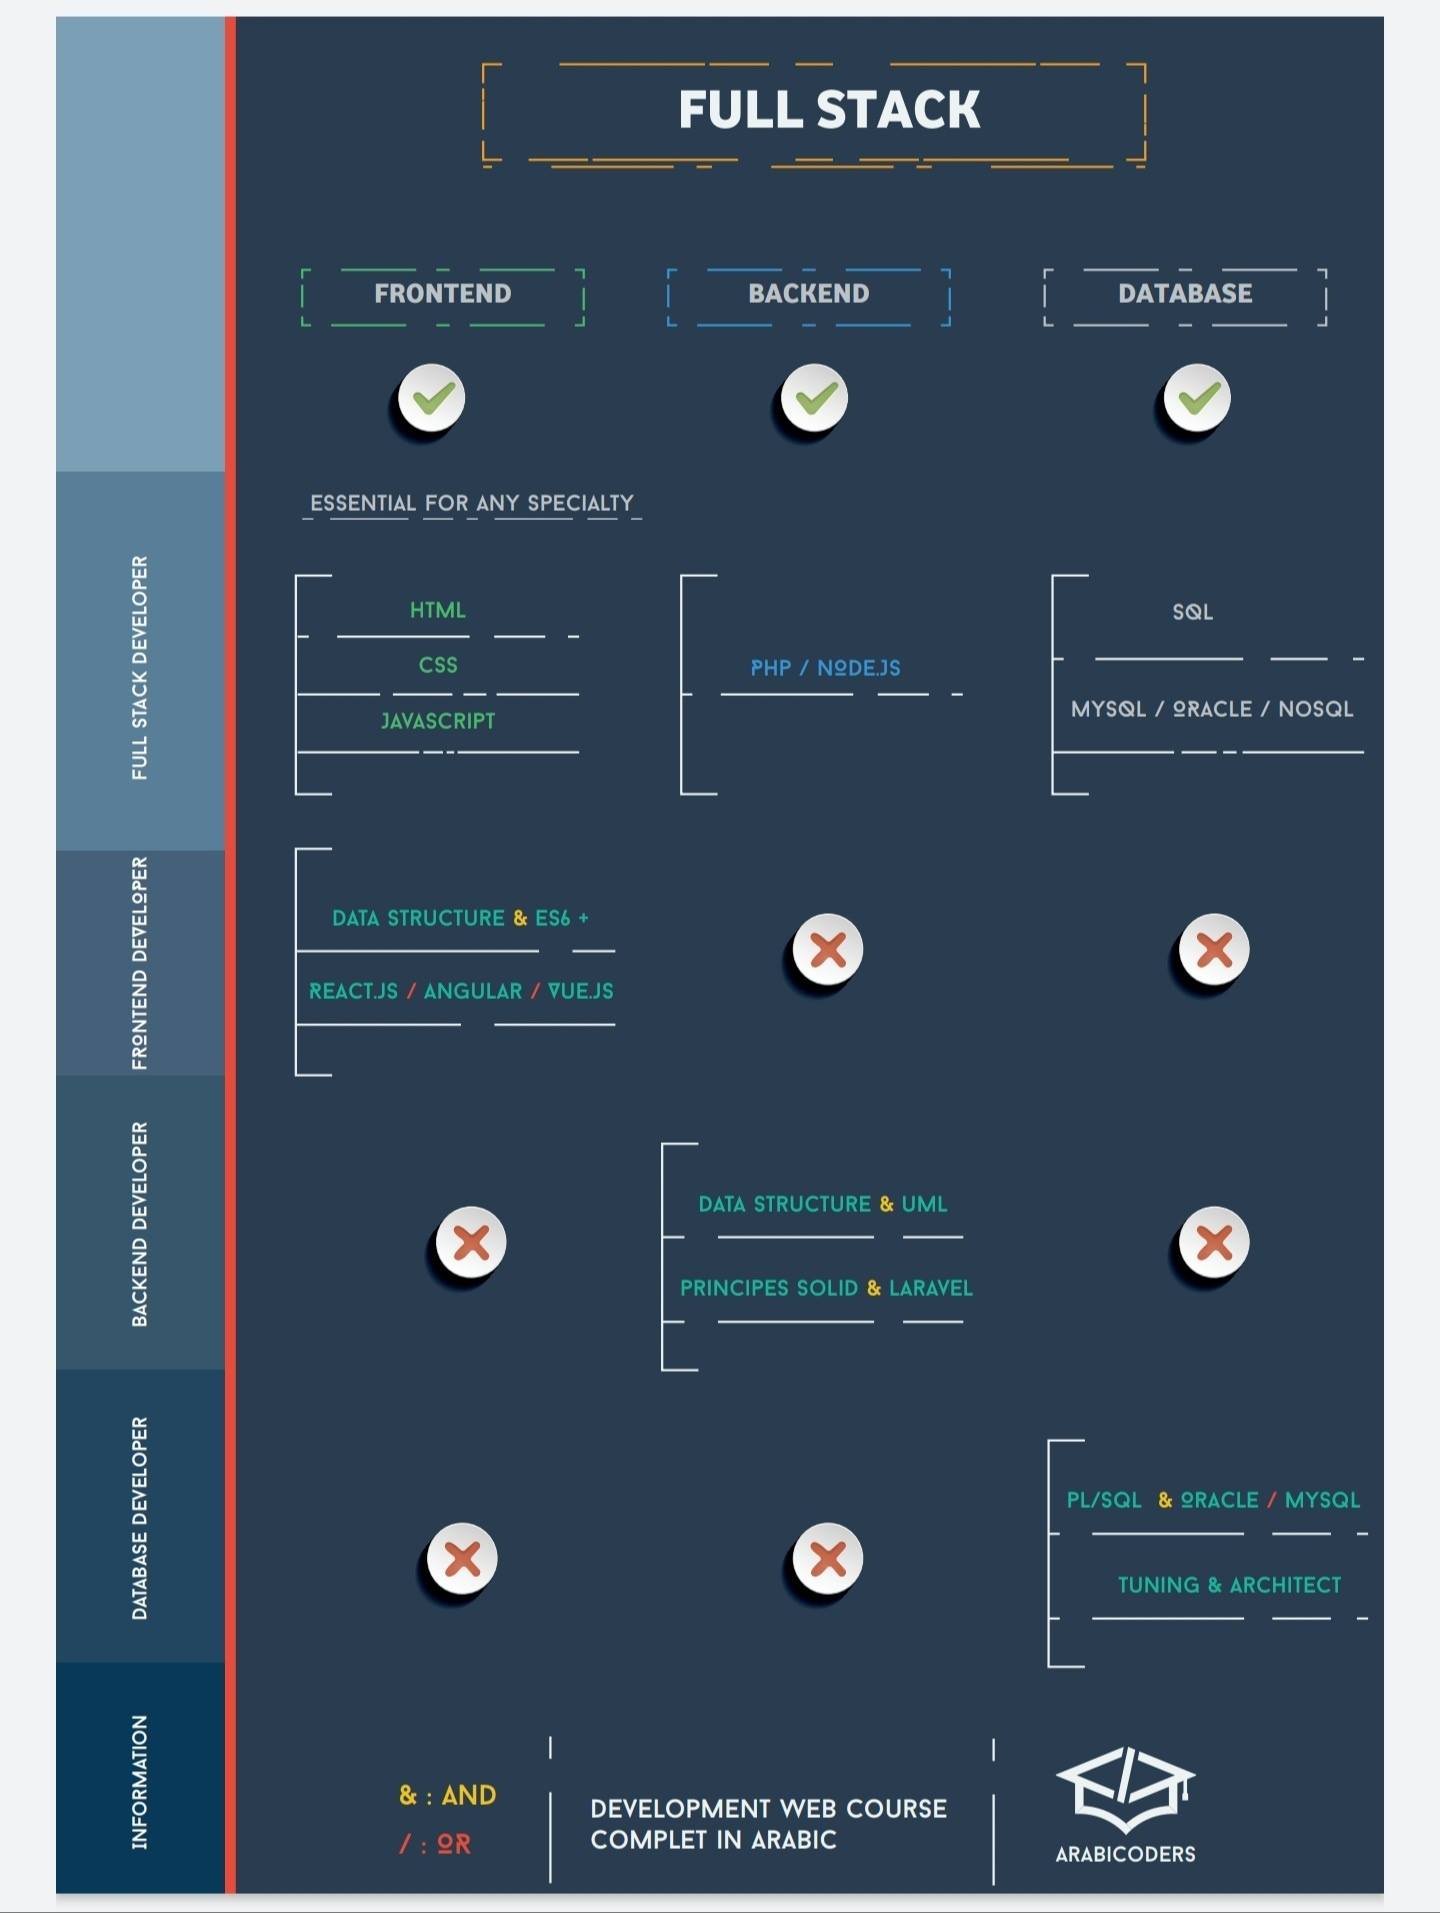 FULL STACK
FRONTEND
BACKEND
DATABASE
ESSENTIAL FOR ANY SPECIALTY
FULL STACK DEVELOPER
HTML
CSS
JAVASCRIPT
PHP / NODE.JS
SQL
MYSQL / ORACLE / NOSQL
FRONTEND DEVELOPER
DATA STRUCTURE & ES6 +
REACT.JS / ANGULAR / VUE.JS
BACKEND DEVELOPER
DATA STRUCTURE & UML
PRINCIPES SOLID & LARAVEL
DATABASE DEVELOPER
PL/SQL & ORACLE / MYSQL
TUNING & ARCHITECT
INFORMATION
& : AND
/ : OR
DEVELOPMENT WEB COURSE
COMPLET IN ARABIC
ARABICODERS